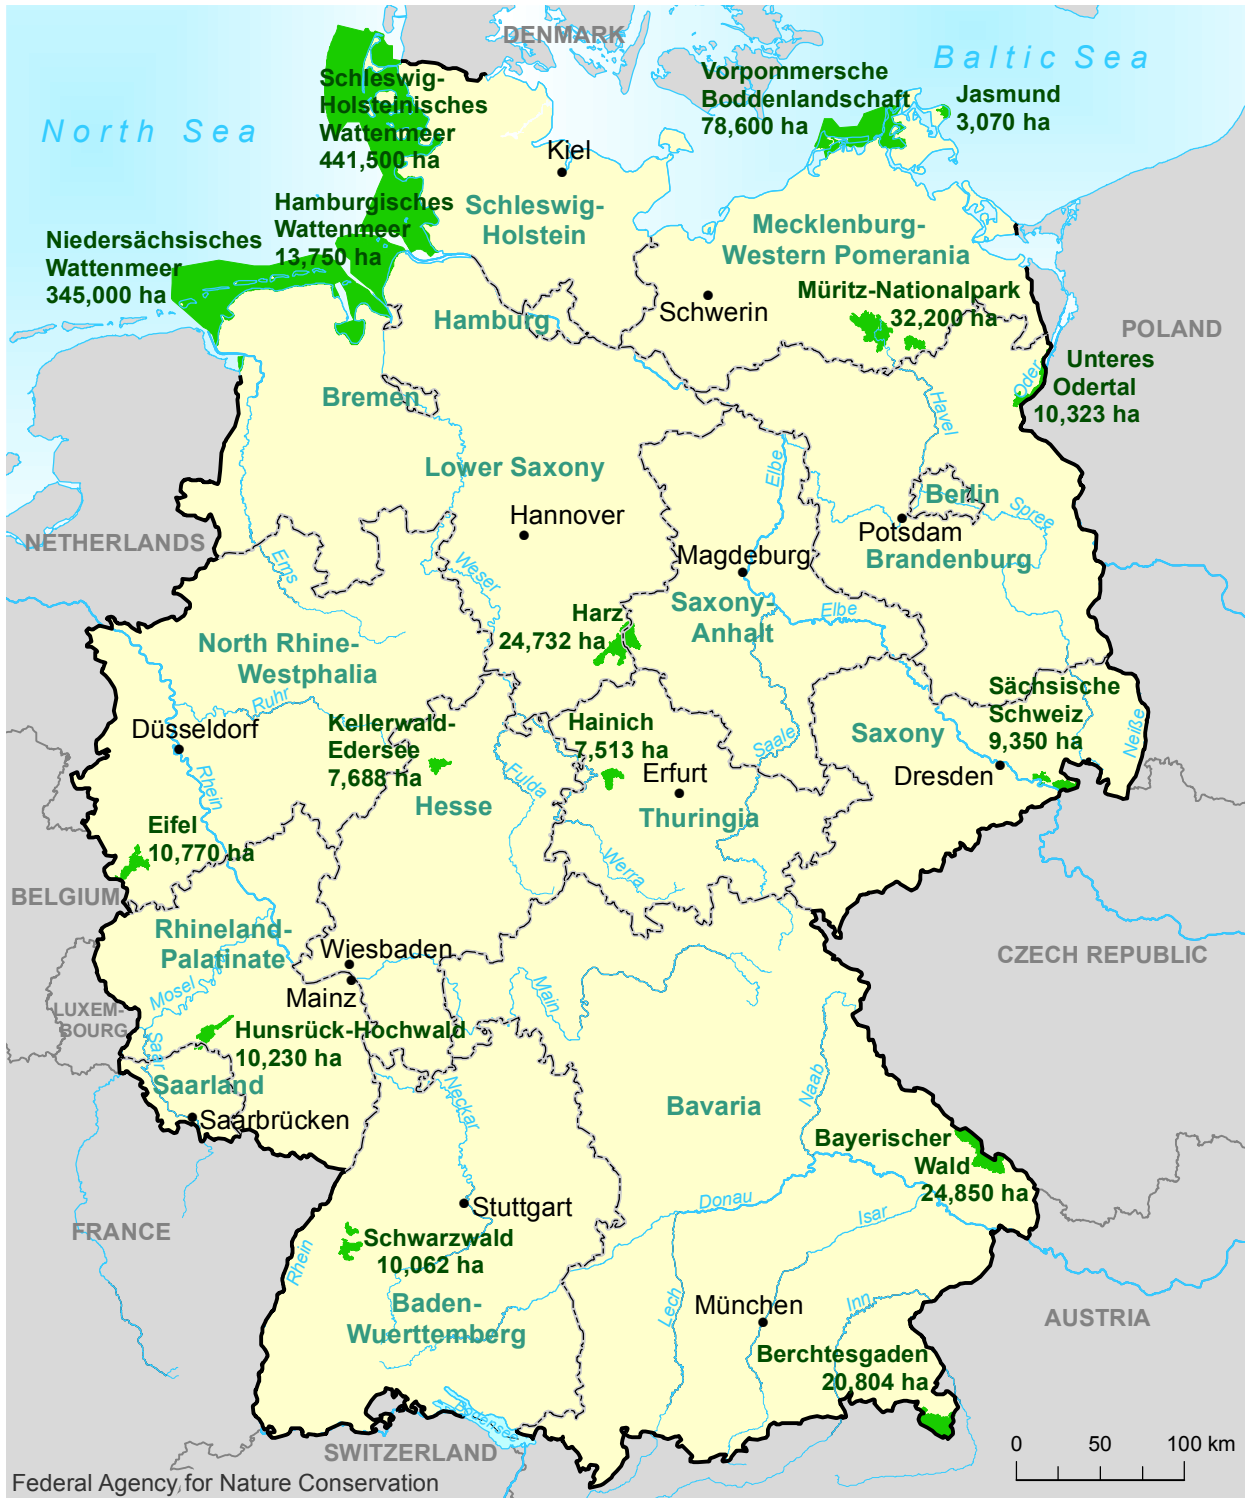 DENMARK
Baltic Sea
North Sea
Schleswig-
Holsteinisches
Wattenmeer
441,500 ha
Vorpommersche
Boddenlandschaft
78,600 ha
Jasmund
3,070 ha
Kiel
Hamburgisches
Wattenmeer
13,750 ha
Schleswig-
Holstein
Niedersächsisches
Wattenmeer
345,000 ha
Mecklenburg-
Western Pomerania
Schwerin
Müritz-Nationalpark
32,200 ha
Hamburg
POLAND
Unteres
Odertal
10,323 ha
Oder
Bremen
Havel
Lower Saxony
Elbe
Hannover
Berlin
Spree
Potsdam
Brandenburg
NETHERLANDS
Ems
Weser
Magdeburg
Saxony-
Anhalt
Elbe
Harz
24,732 ha
North Rhine-
Westphalia
Ruhr
Düsseldorf
Rhein
Kellerwald-
Edersee
7,688 ha
Hesse
Fulda
Hainich
7,513 ha
Erfurt
Thuringia
Saale
Werra
Saxony
Dresden
Sächsische
Schweiz
9,350 ha
Neiße
Eifel
10,770 ha
BELGIUM
Rhineland-
Palatinate
Wiesbaden
Mainz
Mosel
Main
CZECH REPUBLIC
LUXEM-
BOURG
Hunsrück-Hochwald
10,230 ha
Saar
Saarland
Saarbrücken
Neckar
Bavaria
Naab
Bayerischer
Wald
24,850 ha
FRANCE
Stuttgart
Donau
Isar
Schwarzwald
10,062 ha
Rhein
Baden-
Wuerttemberg
Lech
München
Inn
AUSTRIA
Berchtesgaden
20,804 ha
Bodensee
SWITZERLAND
0 50 100 km
Federal Agency for Nature Conservation